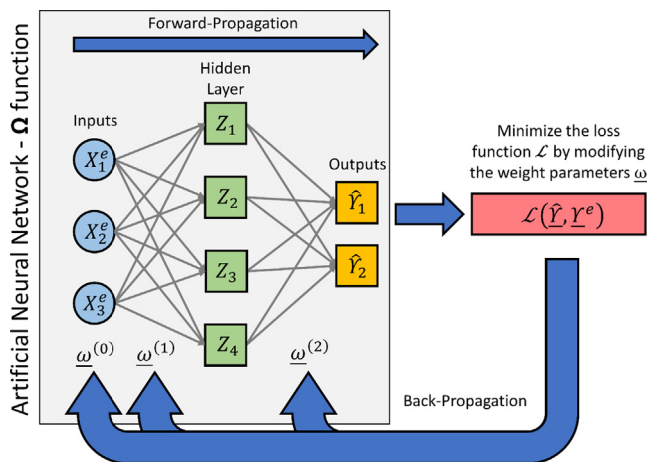 Artificial Neural Network - Ω function
Forward-Propagation
Hidden
Layer
Inputs
Outputs
X₁ᵉ
X₂ᵉ
X₃ᵉ
Z₁
Z₂
Z₃
Z₄
Ŷ₁
Ŷ₂
Minimize the loss
function ℒ by modifying
the weight parameters ω̲
ℒ(Ŷ̲, Y̲ᵉ)
ω̲⁽⁰⁾ ω̲⁽¹⁾ ω̲⁽²⁾
Back-Propagation